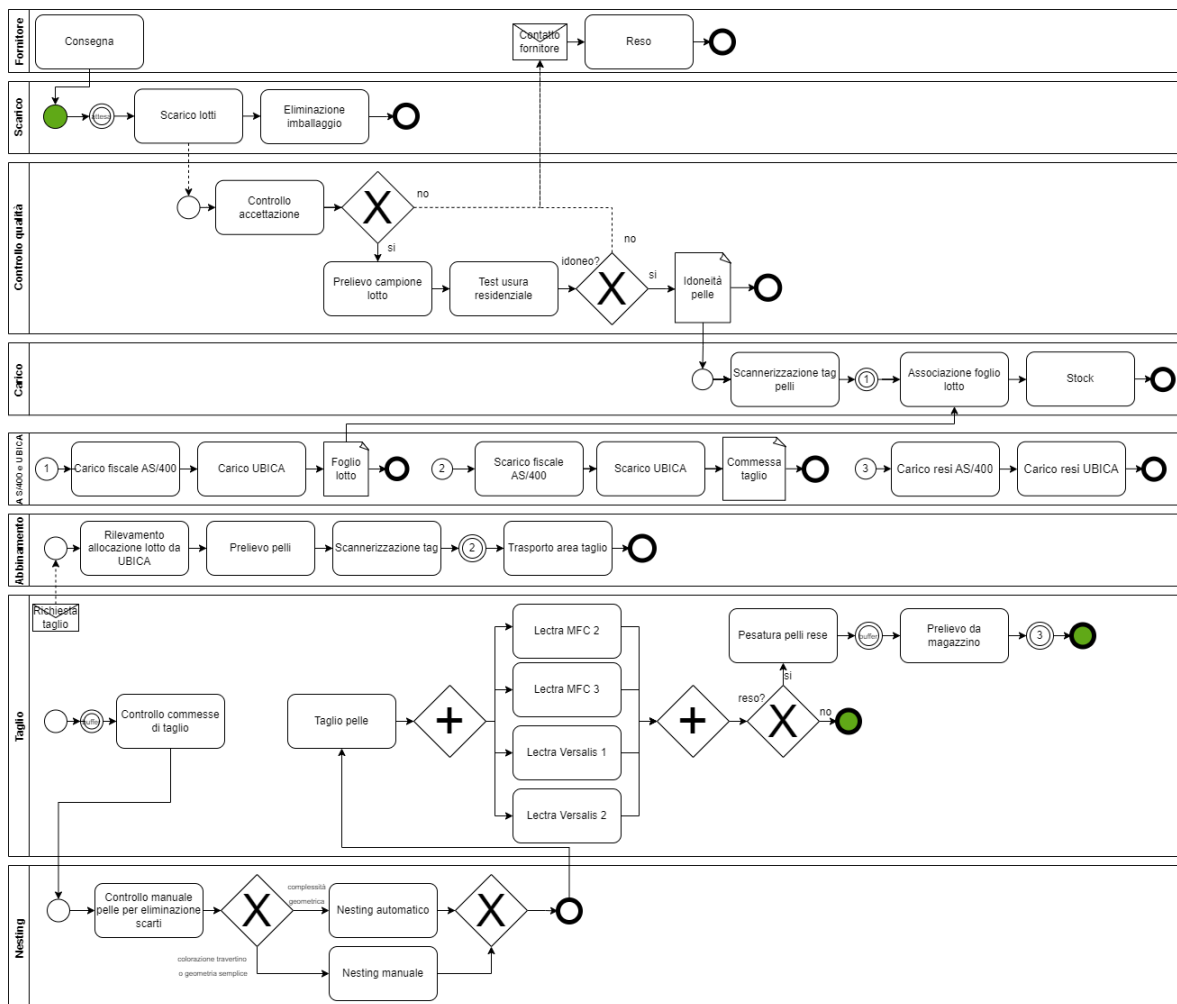 Fornitore
Consegna
Contatto
fornitore
Reso
Scarico
attesa
Scarico lotti
Eliminazione
imballaggio
Controllo qualità
Controllo
accettazione
X
no
si
Prelievo campione
lotto
Test usura
residenziale
idoneo?
X
no
si
Idoneità
pelle
Carico
Scannerizzazione tag
pelli
1
Associazione foglio
lotto
Stock
A S/400 e UBICA
1
Carico fiscale AS/400
Carico UBICA
Foglio
lotto
2
Scarico fiscale
AS/400
Scarico UBICA
Commessa
taglio
3
Carico resi AS/400
Carico resi UBICA
Abbinamento
Rilevamento
allocazione lotto da
UBICA
Prelievo pelli
Scannerizzazione tag
2
Trasporto area taglio
Taglio
Richiesta
taglio
buffer
Controllo commesse
di taglio
Taglio pelle
+
Lectra MFC 2
Lectra MFC 3
Lectra Versalis 1
Lectra Versalis 2
+
reso?
X
si
no
Pesatura pelli rese
buffer
Prelievo da
magazzino
3
Nesting
Controllo manuale
pelle per eliminazione
scarti
X
complessità
geometrica
Nesting automatico
colorazione travertino
o geometria semplice
Nesting manuale
X